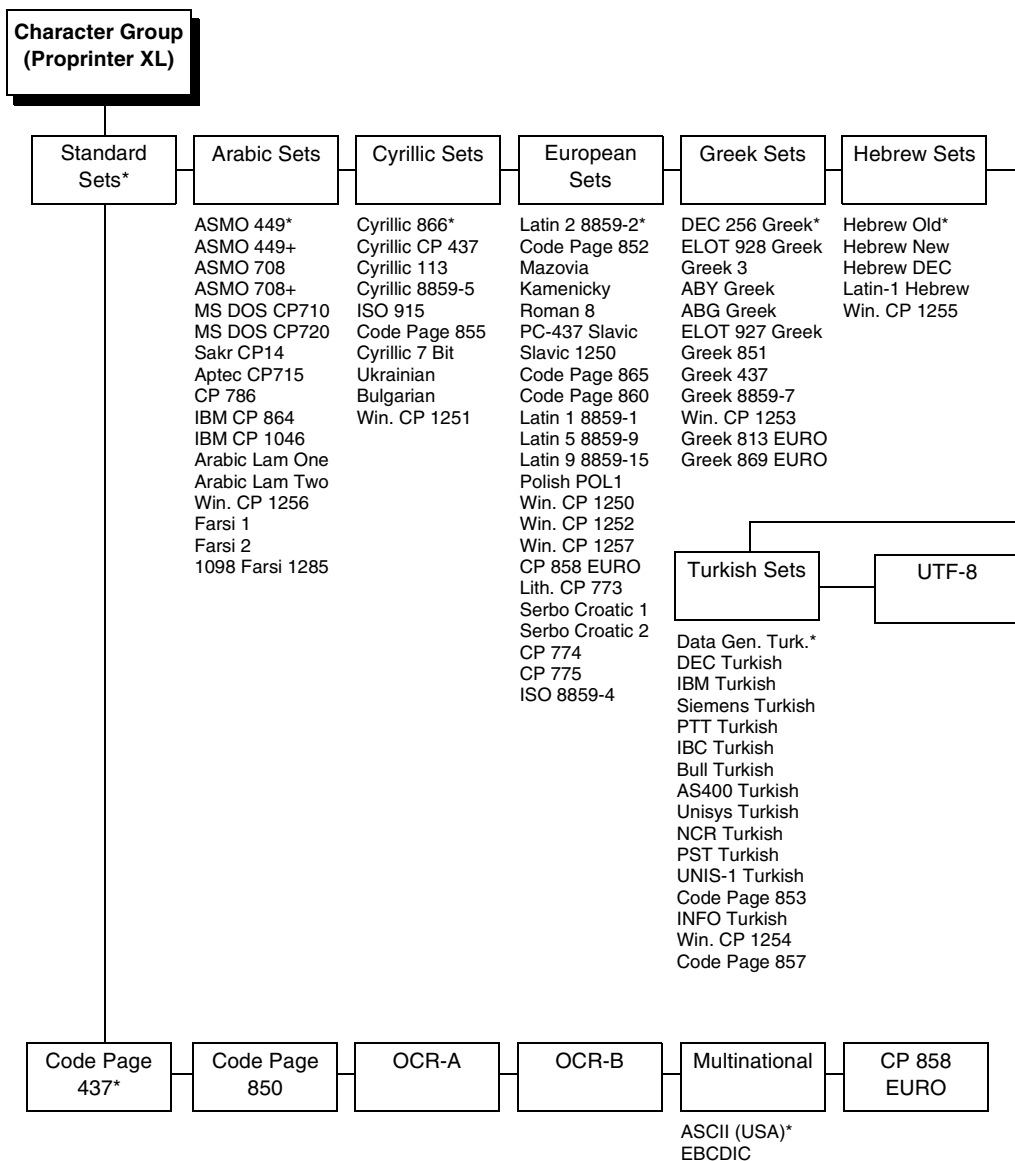 Character Group
(Proprinter XL)
Standard
Sets*
Arabic Sets
Cyrillic Sets
European
Sets
Greek Sets
Hebrew Sets
ASMO 449*
ASMO 449+
ASMO 708
ASMO 708+
MS DOS CP710
MS DOS CP720
Sakr CP14
Aptec CP715
CP 786
IBM CP 864
IBM CP 1046
Arabic Lam One
Arabic Lam Two
Win. CP 1256
Farsi 1
Farsi 2
1098 Farsi 1285
Cyrillic 866*
Cyrillic CP 437
Cyrillic 113
Cyrillic 8859-5
ISO 915
Code Page 855
Cyrillic 7 Bit
Ukrainian
Bulgarian
Win. CP 1251
Latin 2 8859-2*
Code Page 852
Mazovia
Kamenicky
Roman 8
PC-437 Slavic
Slavic 1250
Code Page 865
Code Page 860
Latin 1 8859-1
Latin 5 8859-9
Latin 9 8859-15
Polish POL1
Win. CP 1250
Win. CP 1252
Win. CP 1257
CP 858 EURO
Lith. CP 773
Serbo Croatic 1
Serbo Croatic 2
CP 774
CP 775
ISO 8859-4
DEC 256 Greek*
ELOT 928 Greek
Greek 3
ABY Greek
ABG Greek
ELOT 927 Greek
Greek 851
Greek 437
Greek 8859-7
Win. CP 1253
Greek 813 EURO
Greek 869 EURO
Hebrew Old*
Hebrew New
Hebrew DEC
Latin-1 Hebrew
Win. CP 1255
Turkish Sets
UTF-8
Data Gen. Turk.*
DEC Turkish
IBM Turkish
Siemens Turkish
PTT Turkish
IBC Turkish
Bull Turkish
AS400 Turkish
Unisys Turkish
NCR Turkish
PST Turkish
UNIS-1 Turkish
Code Page 853
INFO Turkish
Win. CP 1254
Code Page 857
Code Page
437*
Code Page
850
OCR-A
OCR-B
Multinational
CP 858
EURO
ASCII (USA)*
EBCDIC